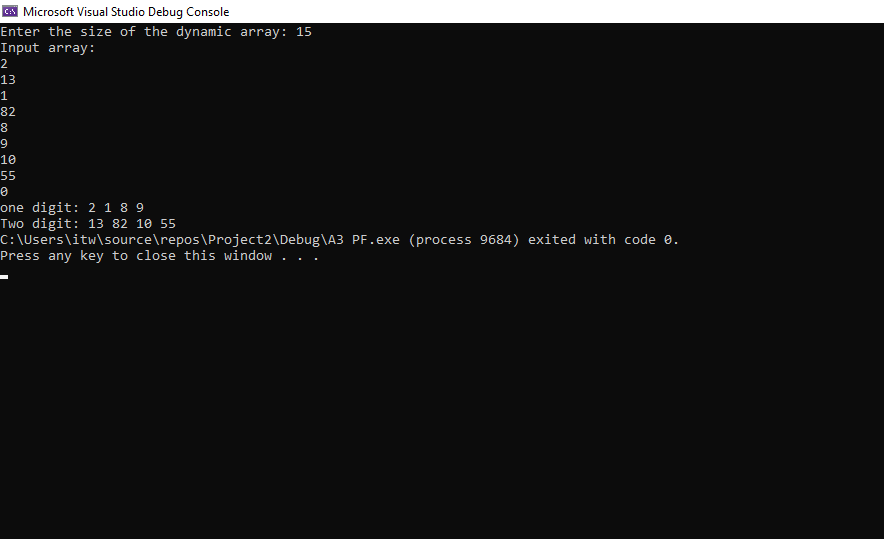 Microsoft Visual Studio Debug Console
Enter the size of the dynamic array: 15
Input array:
2
13
1
82
8
9
10
55
0
one digit: 2 1 8 9
Two digit: 13 82 10 55
C:\Users\itw\source\repos\Project2\Debug\A3 PF.exe (process 9684) exited with code 0.
Press any key to close this window . . .